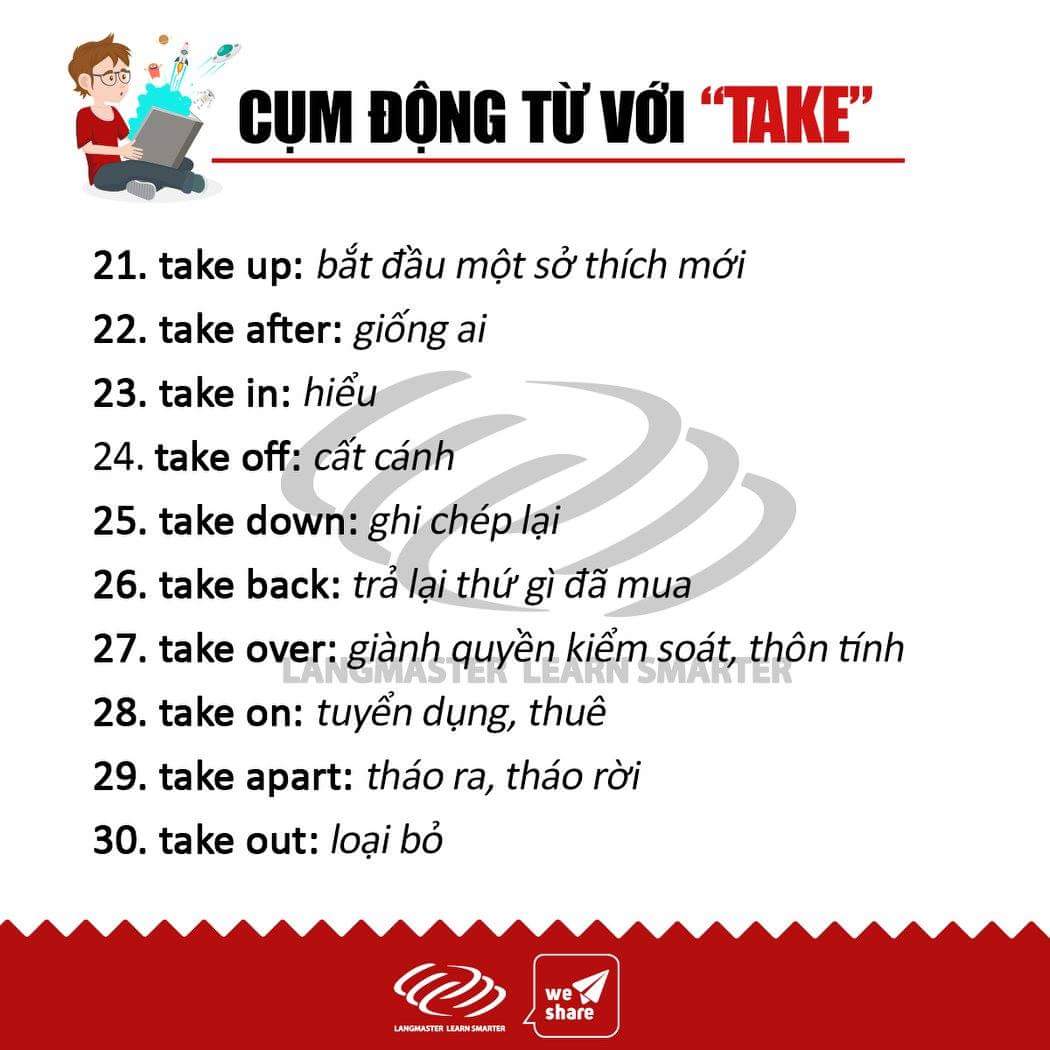 CỤM ĐỘNG TỪ VỚI “TAKE”
21. take up: bắt đầu một sở thích mới
22. take after: giống ai
23. take in: hiểu
24. take off: cất cánh
25. take down: ghi chép lại
26. take back: trả lại thứ gì đã mua
27. take over: giành quyền kiểm soát, thôn tính
LANGMASTER LEARN SMARTER
28. take on: tuyển dụng, thuê
29. take apart: tháo ra, tháo rời
30. take out: loại bỏ
LANGMASTER LEARN SMARTER
we
share